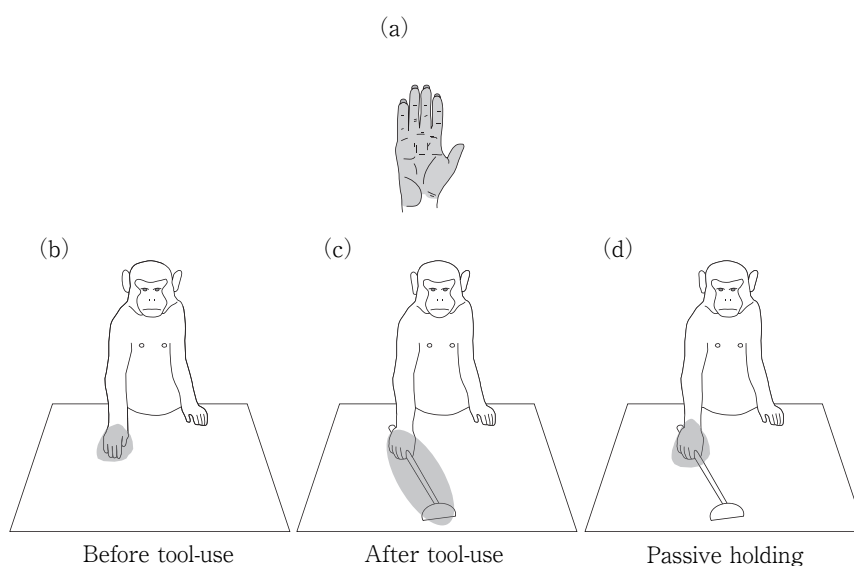 (a)
(b)
(c)
(d)
Before tool-use
After tool-use
Passive holding